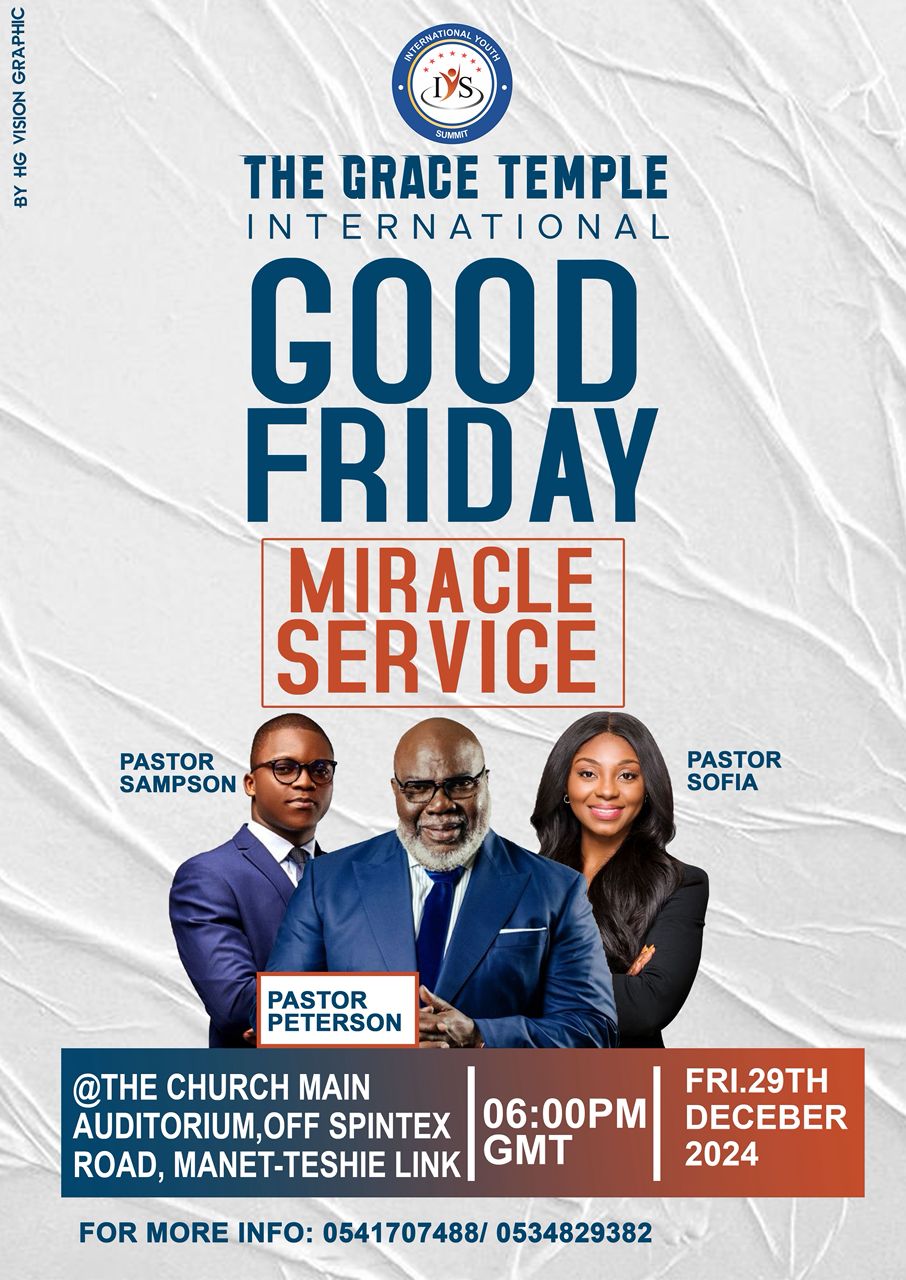 BY HG VISION GRAPHIC
INTERNATIONAL YOUTH
IYS
SUMMIT
THE GRACE TEMPLE
INTERNATIONAL
GOOD
FRIDAY
MIRACLE
SERVICE
PASTOR
SAMPSON
PASTOR
SOFIA
PASTOR
PETERSON
@THE CHURCH MAIN
AUDITORIUM,OFF SPINTEX
ROAD, MANET-TESHIE LINK
06:00PM
GMT
FRI.29TH
DECEBER
2024
FOR MORE INFO: 0541707488/ 0534829382